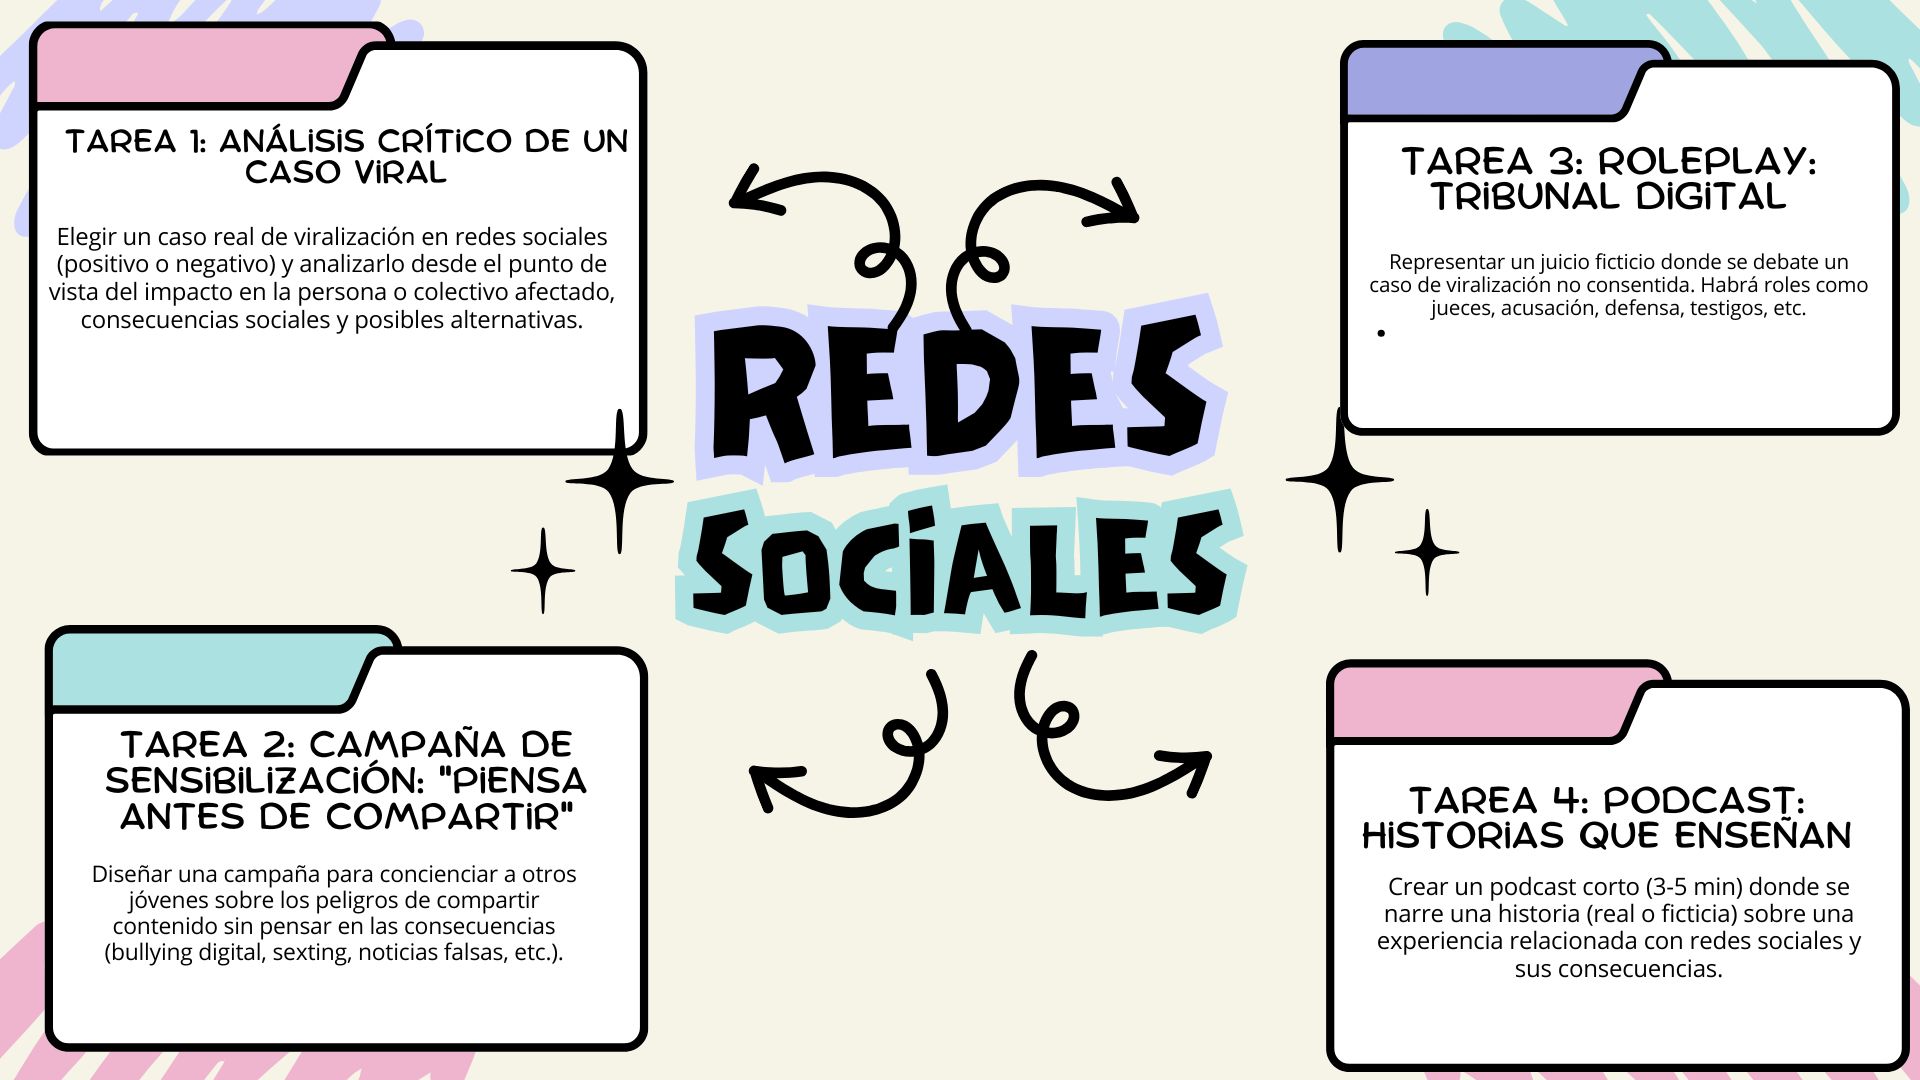 TAREA 1: ANÁLISIS CRÍTICO DE UN
CASO VIRAL
Elegir un caso real de viralización en redes sociales
(positivo o negativo) y analizarlo desde el punto de
vista del impacto en la persona o colectivo afectado,
consecuencias sociales y posibles alternativas.
TAREA 3: ROLEPLAY:
TRIBUNAL DIGITAL
Representar un juicio ficticio donde se debate un
caso de viralización no consentida. Habrá roles como
jueces, acusación, defensa, testigos, etc.
•
REDES
SOCIALES
TAREA 2: CAMPAÑA DE
SENSIBILIZACIÓN: "PIENSA
ANTES DE COMPARTIR"
Diseñar una campaña para concienciar a otros
jóvenes sobre los peligros de compartir
contenido sin pensar en las consecuencias
(bullying digital, sexting, noticias falsas, etc.).
TAREA 4: PODCAST:
HISTORIAS QUE ENSEÑAN
Crear un podcast corto (3-5 min) donde se
narre una historia (real o ficticia) sobre una
experiencia relacionada con redes sociales y
sus consecuencias.